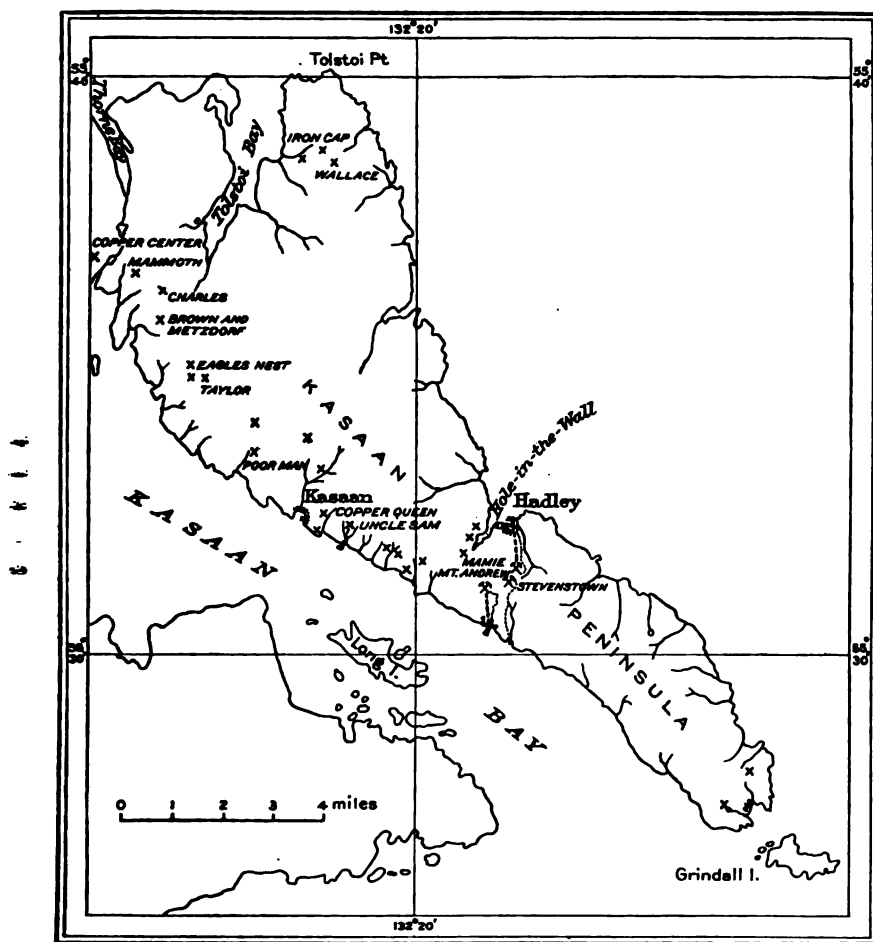 132°20'
Tolstoi Pt
55°
40'
55°
40'
Thorne Bay
Tolstoi Bay
IRON CAP
WALLACE
COPPER CENTER
MAMMOTH
CHARLES
BROWN AND
METZDORF
EAGLES NEST
TAYLOR
KASAAN
Hole-in-the-Wall
POOR MAN
Kasaan
Hadley
COPPER QUEEN
UNCLE SAM
KASAAN
MAMIE
MT. ANDREW
STEVENSTOWN
PENINSULA
55°
30'
55°
30'
Long I.
BAY
0 1 2 3 4 miles
Grindall I.
132°20'